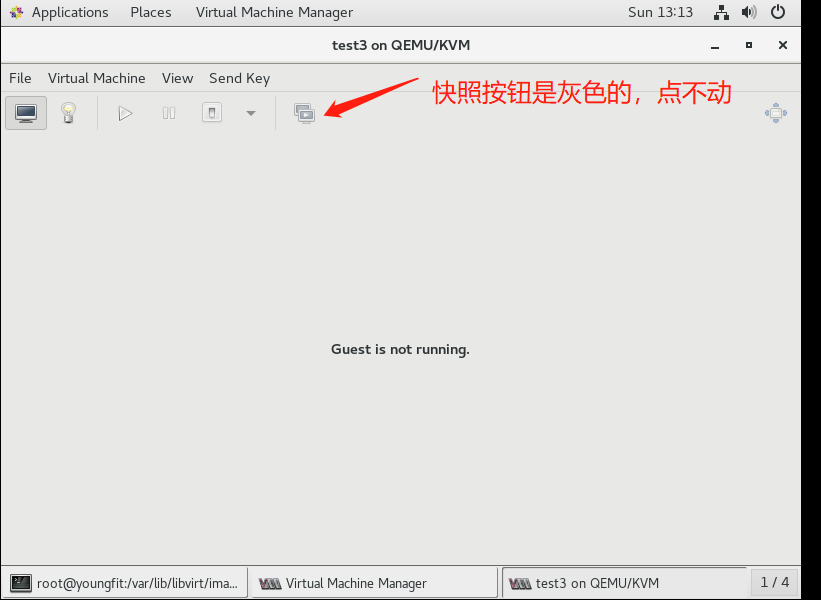 Applications Places Virtual Machine Manager Sun 13:13
test3 on QEMU/KVM
File Virtual Machine View Send Key
快照按钮是灰色的，点不动
Guest is not running.
root@youngfit:/var/lib/libvirt/ima... Virtual Machine Manager test3 on QEMU/KVM 1 / 4